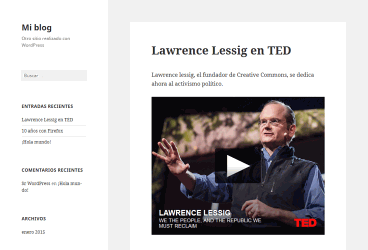 Mi blog
Otro sitio realizado con
WordPress
Buscar
ENTRADAS RECIENTES
Lawrence Lessig en TED
10 años con Firefox
¡Hola mundo!
COMENTARIOS RECIENTES
Sr WordPress en ¡Hola mun-
do!
ARCHIVOS
enero 2015
Lawrence Lessig en TED
Lawrence lessig, el fundador de Creative Commons, se dedica
ahora al activismo político.
LAWRENCE LESSIG
WE THE PEOPLE, AND THE REPUBLIC WE
MUST RECLAIM
TED